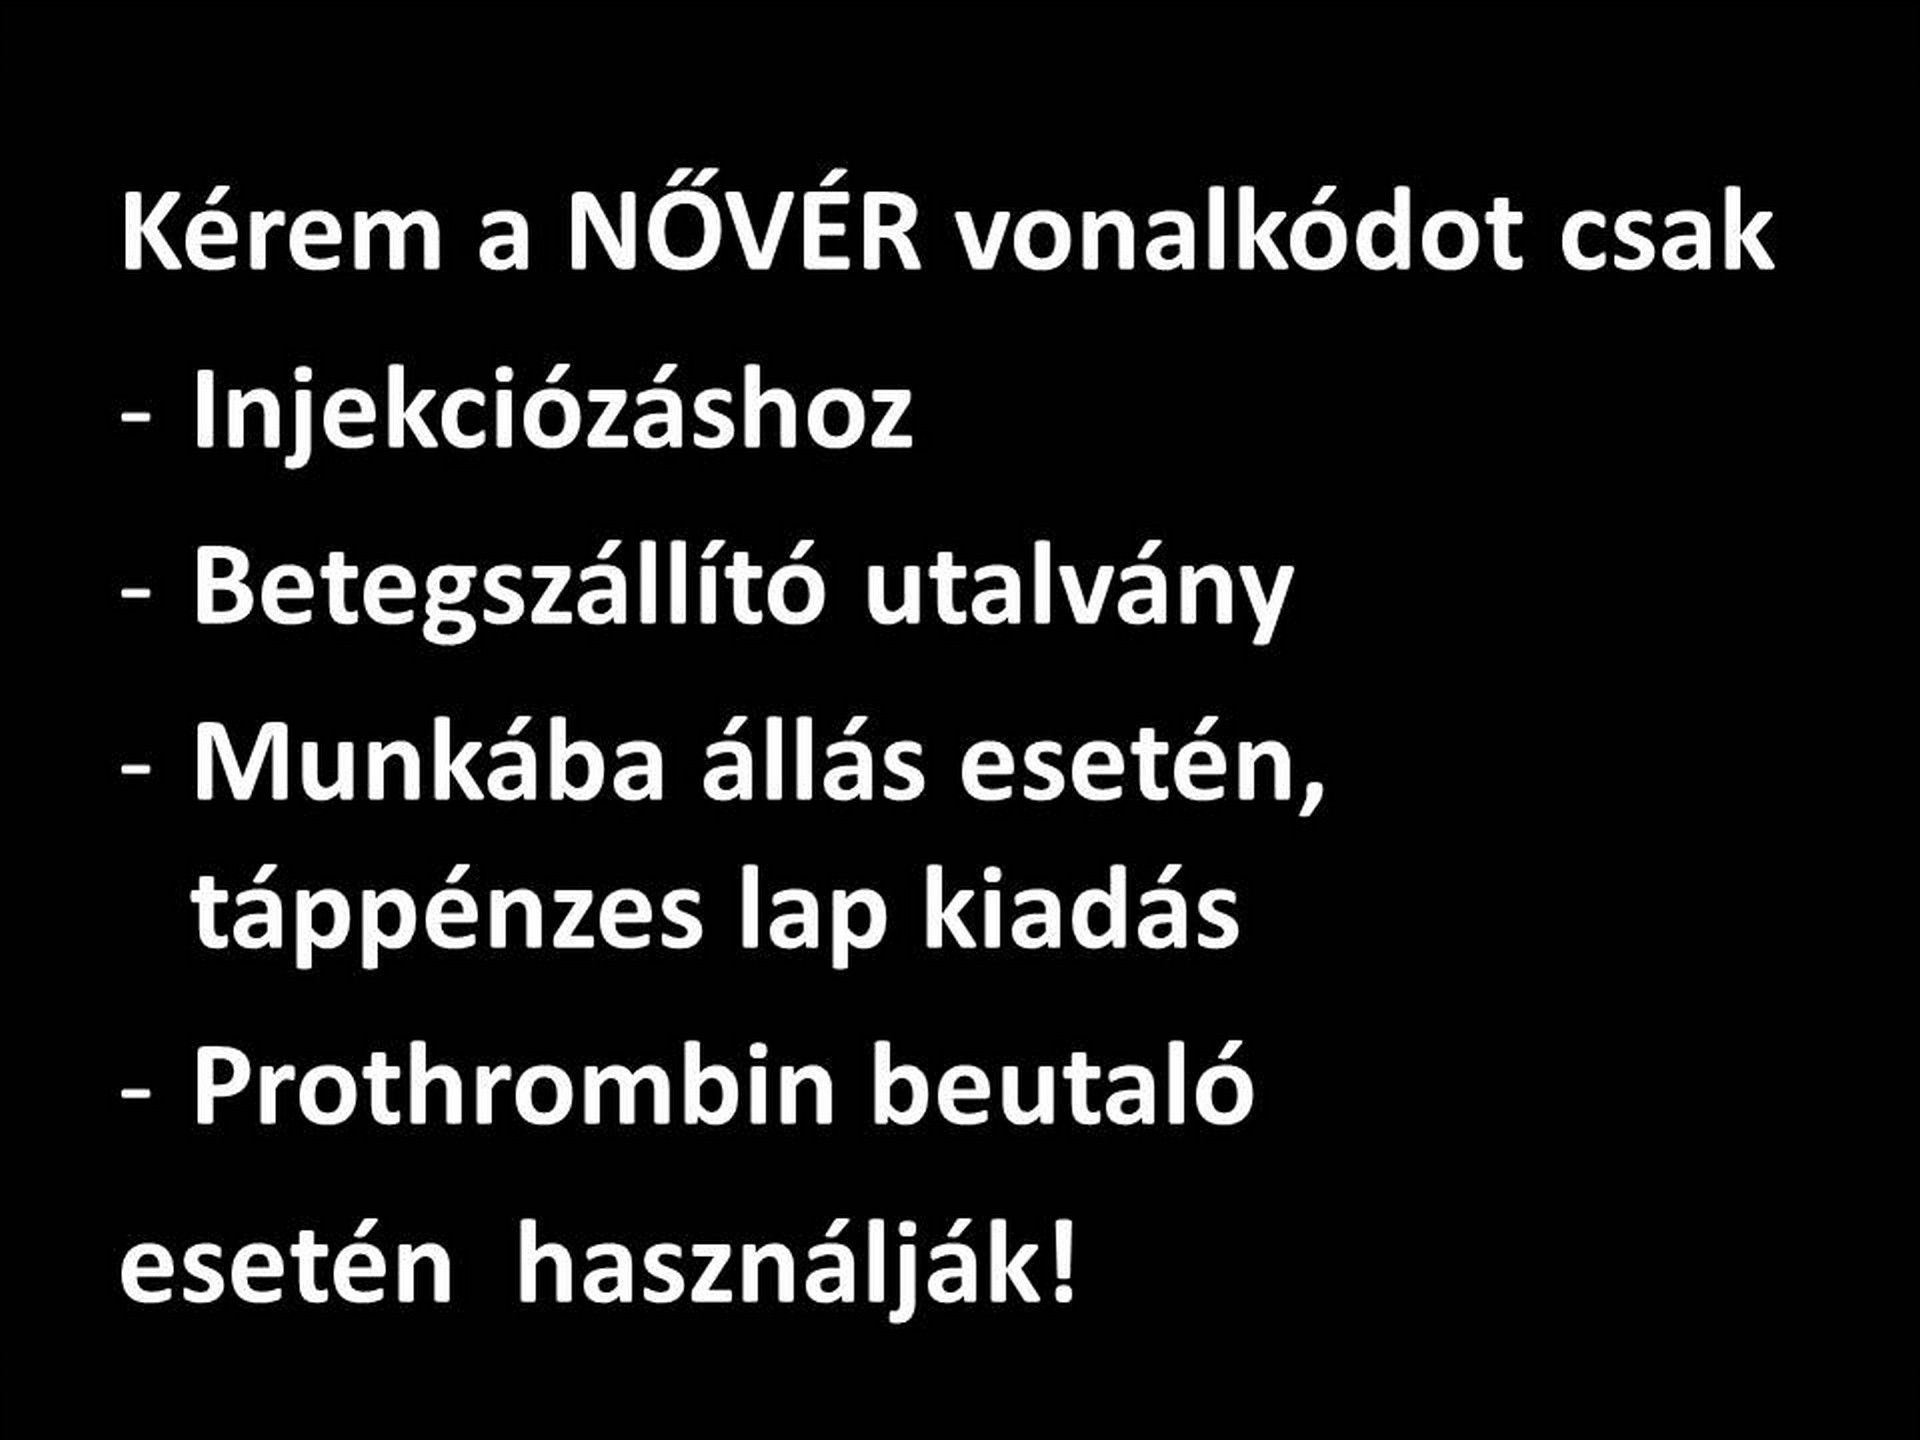 Kérem a NŐVÉR vonalkódot csak
- Injekciózáshoz
- Betegszállító utalvány
- Munkába állás esetén,
táppénzes lap kiadás
- Prothrombin beutaló
esetén  használják!